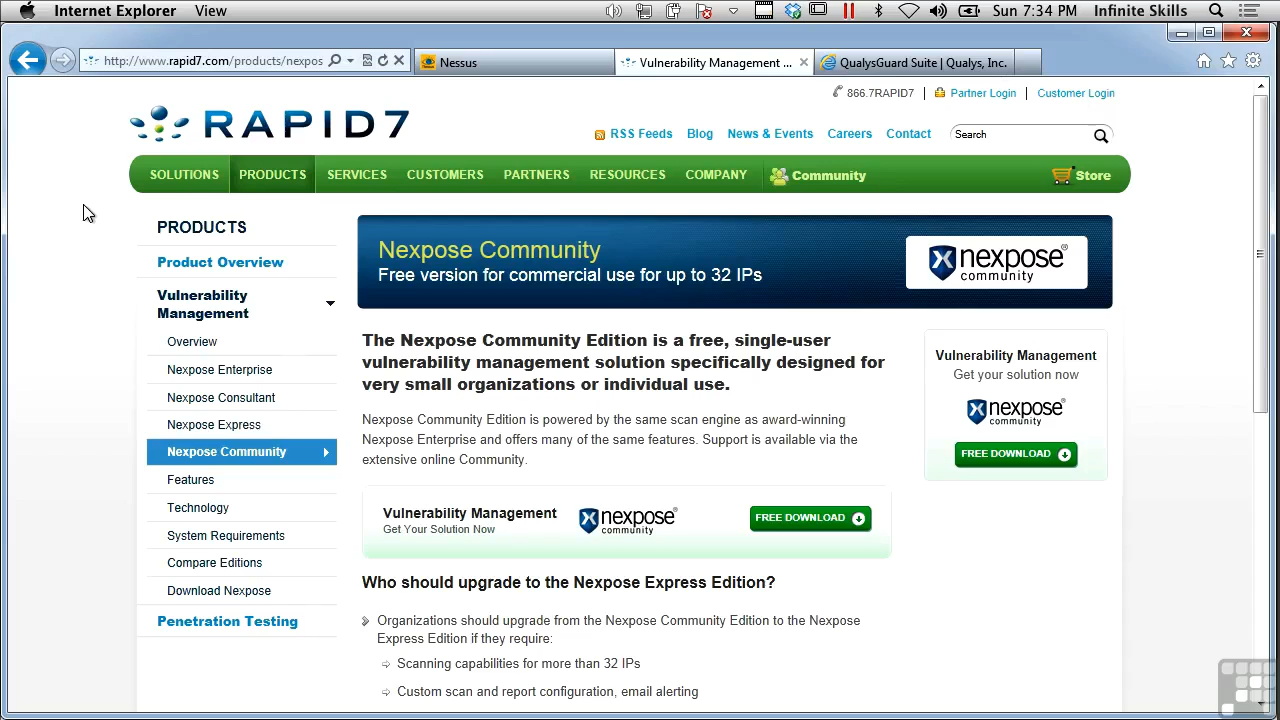 Internet Explorer View Sun 7:34 PM Infinite Skills
http://www.rapid7.com/products/nexpos Nessus Vulnerability Management ... QualysGuard Suite | Qualys, Inc.
866.7RAPID7 | Partner Login | Customer Login
RAPID7
RSS Feeds Blog News & Events Careers Contact Search
SOLUTIONS PRODUCTS SERVICES CUSTOMERS PARTNERS RESOURCES COMPANY Community Store
PRODUCTS
Product Overview
Vulnerability
Management
Overview
Nexpose Enterprise
Nexpose Consultant
Nexpose Express
Nexpose Community
Features
Technology
System Requirements
Compare Editions
Download Nexpose
Penetration Testing
Nexpose Community
Free version for commercial use for up to 32 IPs
nexpose®
community
The Nexpose Community Edition is a free, single-user
vulnerability management solution specifically designed for
very small organizations or individual use.
Nexpose Community Edition is powered by the same scan engine as award-winning
Nexpose Enterprise and offers many of the same features. Support is available via the
extensive online Community.
Vulnerability Management
Get Your Solution Now
nexpose®
community
FREE DOWNLOAD
Who should upgrade to the Nexpose Express Edition?
Organizations should upgrade from the Nexpose Community Edition to the Nexpose
Express Edition if they require:
Scanning capabilities for more than 32 IPs
Custom scan and report configuration, email alerting
Vulnerability Management
Get your solution now
nexpose®
community
FREE DOWNLOAD